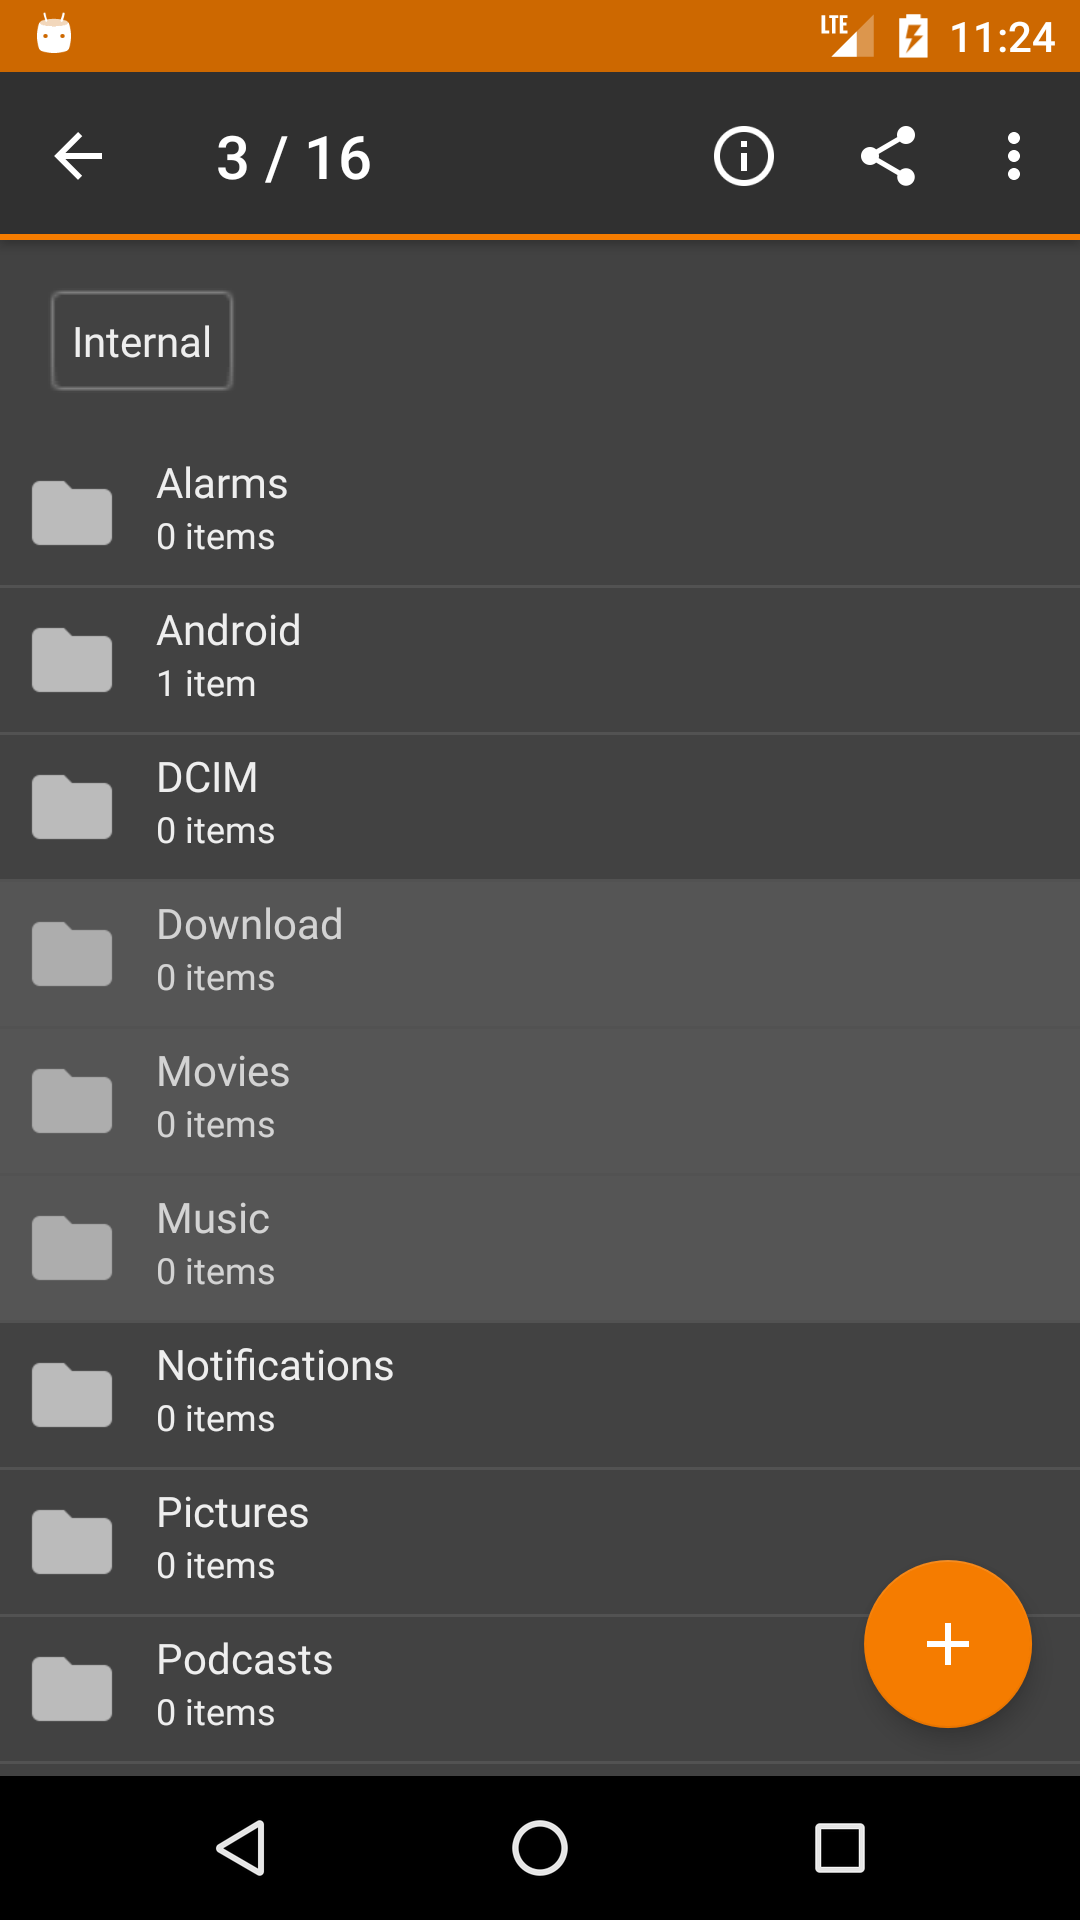 LTE 11:24
3 / 16
Internal
Alarms
0 items
Android
1 item
DCIM
0 items
Download
0 items
Movies
0 items
Music
0 items
Notifications
0 items
Pictures
0 items
Podcasts
0 items